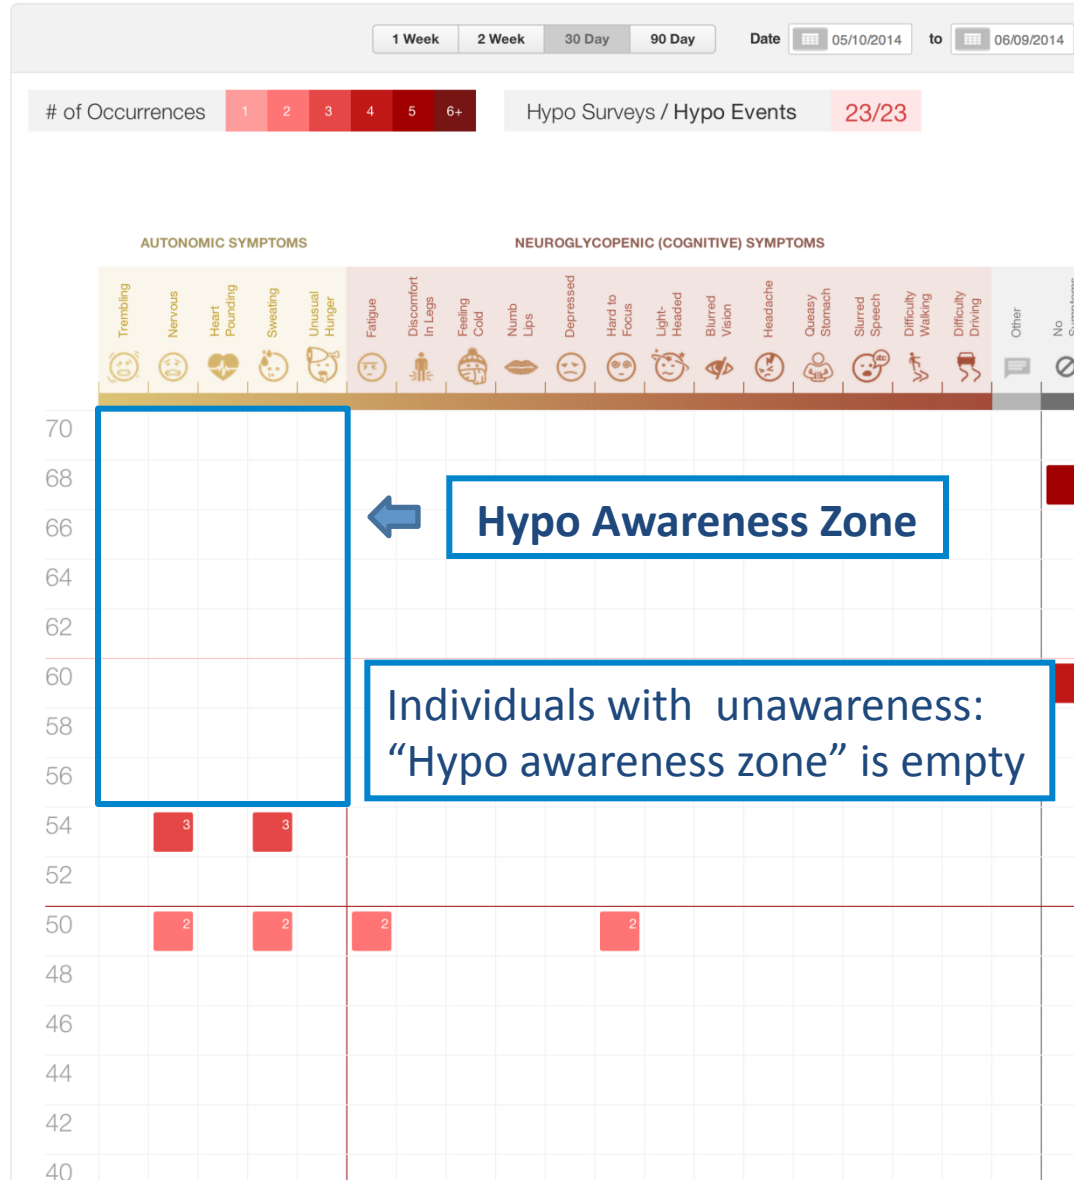 1 Week 2 Week 30 Day 90 Day Date 05/10/2014 to 06/09/2014
# of Occurrences 1 2 3 4 5 6+ Hypo Surveys / Hypo Events 23/23
AUTONOMIC SYMPTOMS NEUROGLYCOPENIC (COGNITIVE) SYMPTOMS
Trembling
Nervous
Heart
Pounding
Sweating
Unusual
Hunger
Fatigue
Discomfort
In Legs
Feeling
Cold
Numb
Lips
Depressed
Hard to
Focus
Light-
Headed
Blurred
Vision
Headache
Queasy
Stomach
Slurred
Speech
Difficulty
Walking
Difficulty
Driving
Other
No
Symptoms
abc
70
68
Hypo Awareness Zone
66
64
62
60
Individuals with unawareness:
58
“Hypo awareness zone” is empty
56
54 3 3
52
50 2 2 2 2
48
46
44
42
40